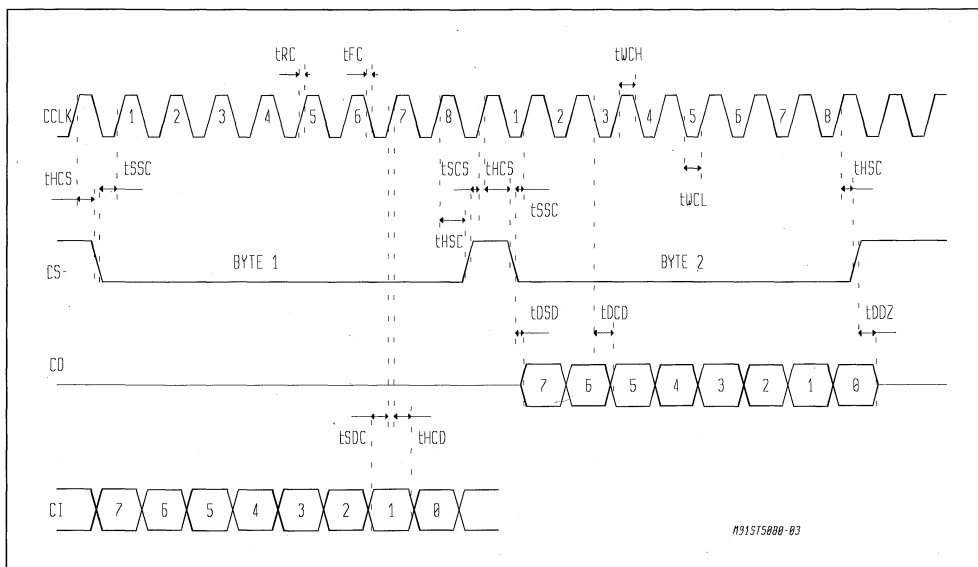 tRC tFC tWCH
CCLK 1 2 3 4 5 6 7 8 1 2 3 4 5 6 7 8
tHCS tSSC tSCS tHCS tSSC tWCL tHSC
tHSC
CS- BYTE 1 BYTE 2
tDSD tDCD tDDZ
CO
7 6 5 4 3 2 1 0
tSDC tHCD
CI 7 6 5 4 3 2 1 0
M91ST5080-03